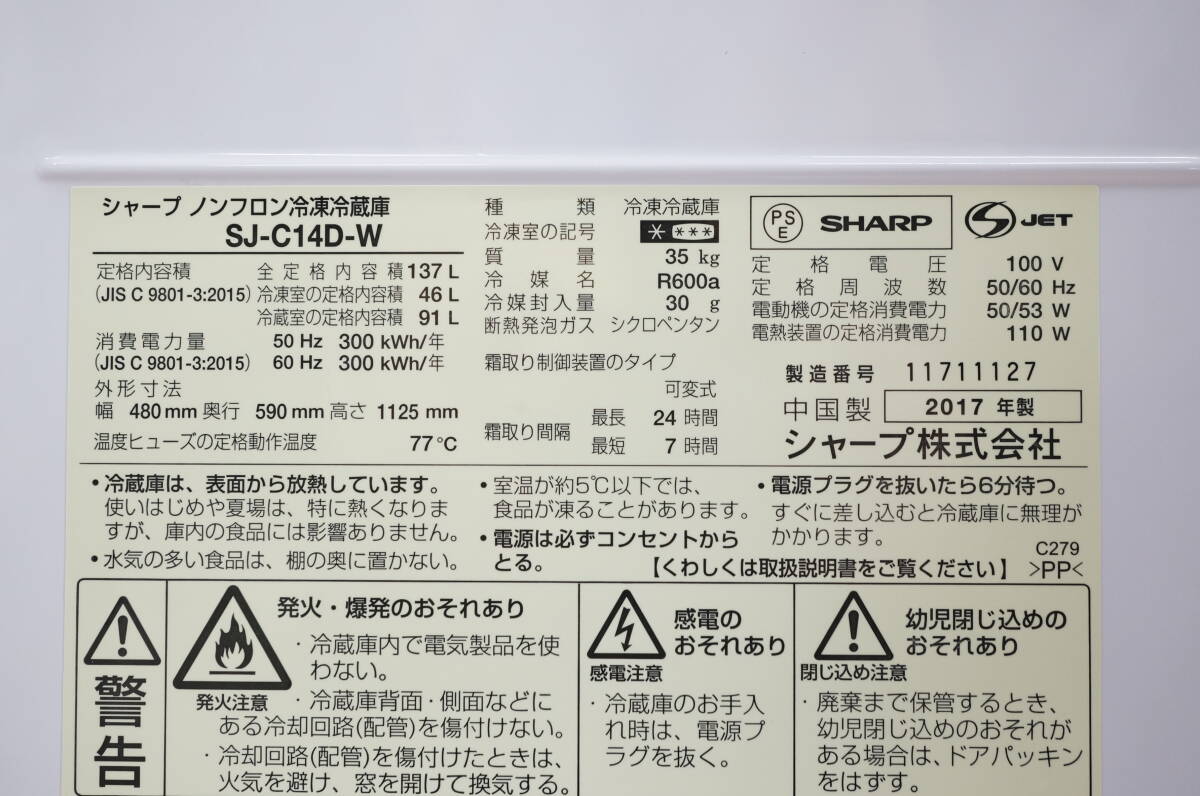 シャープ ノンフロン冷凍冷蔵庫
SJ-C14D-W
定格内容積 全定格内容積 137 L
(JIS C 9801-3:2015) 冷凍室の定格内容積 46 L
冷蔵室の定格内容積 91 L
消費電力量 50 Hz 300 kWh/年
(JIS C 9801-3:2015) 60 Hz 300 kWh/年
外形寸法
幅 480 mm 奥行 590 mm 高さ 1125 mm
温度ヒューズの定格動作温度 77 ℃
種類 冷凍冷蔵庫
冷凍室の記号 * ***
質量 35 kg
冷媒名 R600a
冷媒封入量 30 g
断熱発泡ガス シクロペンタン
霜取り制御装置のタイプ
可変式
霜取り間隔 最長 24 時間
最短 7 時間
PS
E
SHARP
S JET
定格電圧 100 V
定格周波数 50/60 Hz
電動機の定格消費電力 50/53 W
電熱装置の定格消費電力 110 W
製造番号 11711127
中国製 2017 年製
シャープ株式会社
・冷蔵庫は、表面から放熱しています。
使いはじめや夏場は、特に熱くなりま
すが、庫内の食品には影響ありません。
・水気の多い食品は、棚の奥に置かない。
・室温が約5℃以下では、
食品が凍ることがあります。
・電源は必ずコンセントから
とる。
・電源プラグを抜いたら6分待つ。
すぐに差し込むと冷蔵庫に無理が
かかります。
【くわしくは取扱説明書をご覧ください】
C279
>PP<
警告
発火注意
発火・爆発のおそれあり
・冷蔵庫内で電気製品を使
わない。
・冷蔵庫背面・側面などに
ある冷却回路(配管)を傷付けない。
・冷却回路(配管)を傷付けたときは、
火気を避け、窓を開けて換気する。
感電注意
感電の
おそれあり
・冷蔵庫のお手入
れ時は、電源プ
ラグを抜く。
閉じ込め注意
幼児閉じ込めの
おそれあり
・廃棄まで保管するとき、
幼児閉じ込めのおそれが
ある場合は、ドアパッキン
をはずす。